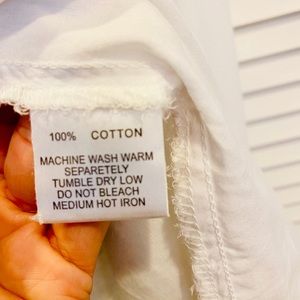 100% COTTON
MACHINE WASH WARM
SEPARETELY
TUMBLE DRY LOW
DO NOT BLEACH
MEDIUM HOT IRON